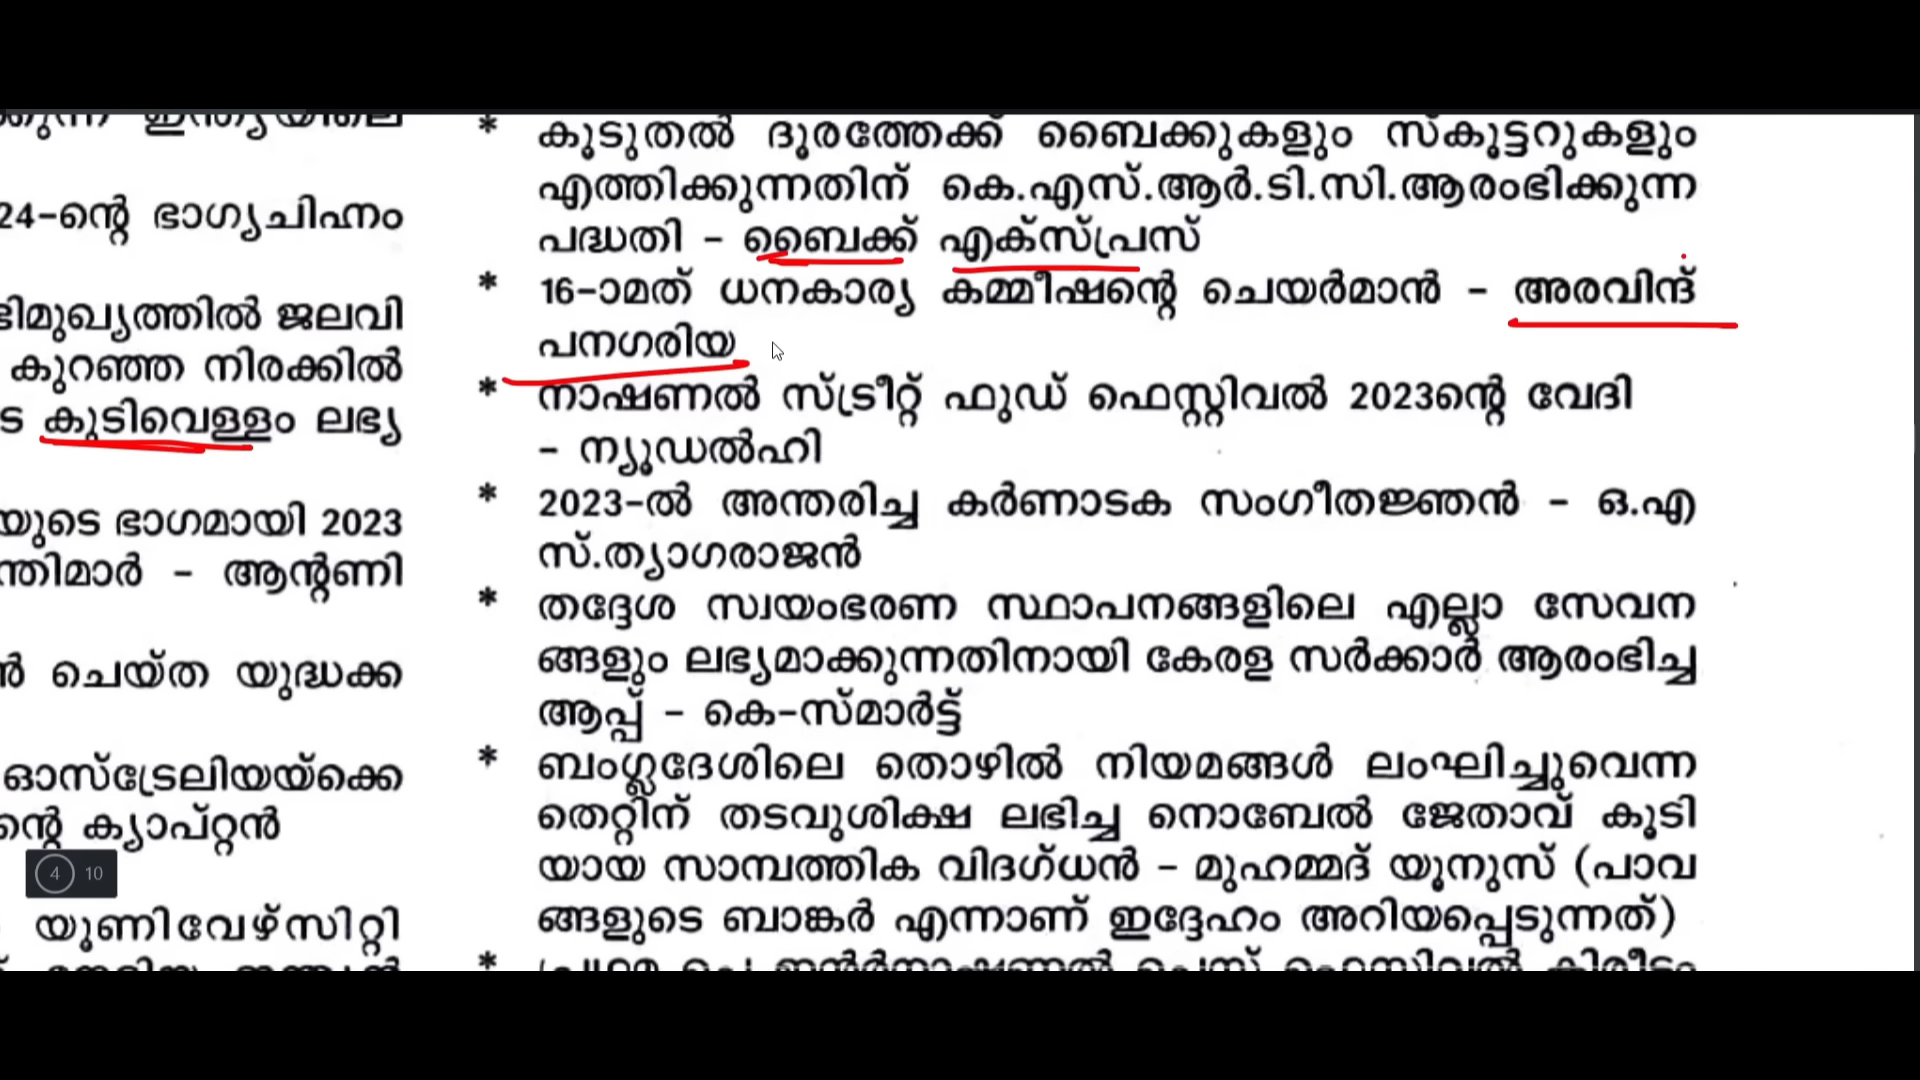 24-ന്റെ ഭാഗ്യചിഹ്നം
ജലവി
കുറഞ്ഞ നിരക്കിൽ
കുടിവെള്ളം ലഭ്യ
യുടെ ഭാഗമായി 2023
ന്തിമാർ - ആന്റണി
ൻ ചെയ്ത യുദ്ധക്ക
ഓസ്ട്രേലിയയ്ക്കെ
ന്റെ ക്യാപ്റ്റൻ
4 10
യൂണിവേഴ്സിറ്റി
* കൂടുതൽ ദൂരത്തേക്ക് ബൈക്കുകളും സ്കൂട്ടറുകളും
എത്തിക്കുന്നതിന് കെ.എസ്.ആർ.ടി.സി.ആരംഭിക്കുന്ന
പദ്ധതി - ബൈക്ക് എക്സ്പ്രസ്
* 16-ാമത് ധനകാര്യ കമ്മീഷന്റെ ചെയർമാൻ - അരവിന്ദ്
പനഗരിയ
* നാഷണൽ സ്ട്രീറ്റ് ഫുഡ് ഫെസ്റ്റിവൽ 2023ന്റെ വേദി
- ന്യൂഡൽഹി
* 2023-ൽ അന്തരിച്ച കർണാടക സംഗീതജ്ഞൻ - ഒ.എ
സ്.ത്യാഗരാജൻ
* തദ്ദേശ സ്വയംഭരണ സ്ഥാപനങ്ങളിലെ എല്ലാ സേവന
ങ്ങളും ലഭ്യമാക്കുന്നതിനായി കേരള സർക്കാർ ആരംഭിച്ച
ആപ്പ് - കെ-സ്മാർട്ട്
* ബംഗ്ലദേശിലെ തൊഴിൽ നിയമങ്ങൾ ലംഘിച്ചുവെന്ന
തെറ്റിന് തടവുശിക്ഷ ലഭിച്ച നൊബേൽ ജേതാവ് കൂടി
യായ സാമ്പത്തിക വിദഗ്ധൻ - മുഹമ്മദ് യൂനുസ് (പാവ
ങ്ങളുടെ ബാങ്കർ എന്നാണ് ഇദ്ദേഹം അറിയപ്പെടുന്നത്)